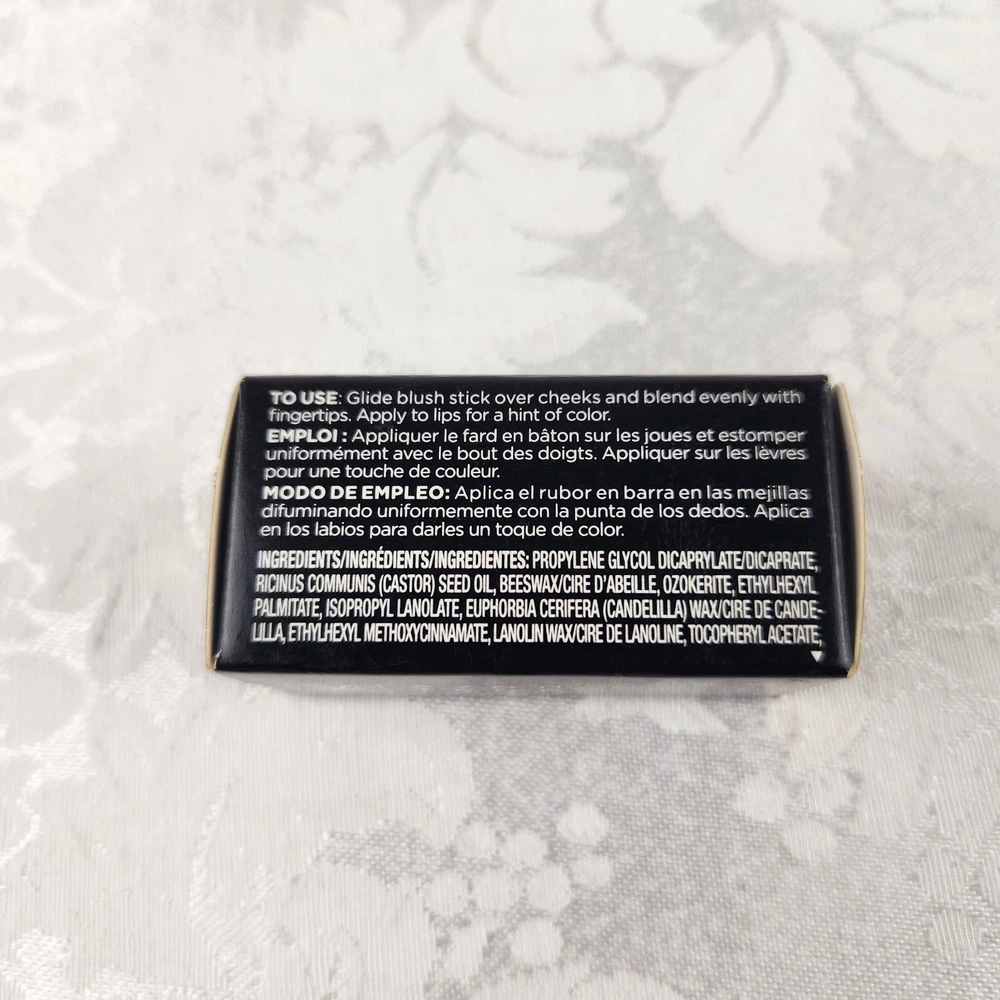 TO USE: Glide blush stick over cheeks and blend evenly with
fingertips. Apply to lips for a hint of color.
EMPLOI : Appliquer le fard en bâton sur les joues et estomper
uniformément avec le bout des doigts. Appliquer sur les lèvres
pour une touche de couleur.
MODO DE EMPLEO: Aplica el rubor en barra en las mejillas
difuminando uniformemente con la punta de los dedos. Aplica
en los labios para darles un toque de color.
INGREDIENTS/INGRÉDIENTS/INGREDIENTES: PROPYLENE GLYCOL DICAPRYLATE/DICAPRATE,
RICINUS COMMUNIS (CASTOR) SEED OIL, BEESWAX/CIRE D'ABEILLE, OZOKERITE, ETHYLHEXYL
PALMITATE, ISOPROPYL LANOLATE, EUPHORBIA CERIFERA (CANDELILLA) WAX/CIRE DE CANDE-
LILLA, ETHYLHEXYL METHOXYCINNAMATE, LANOLIN WAX/CIRE DE LANOLINE, TOCOPHERYL ACETATE,